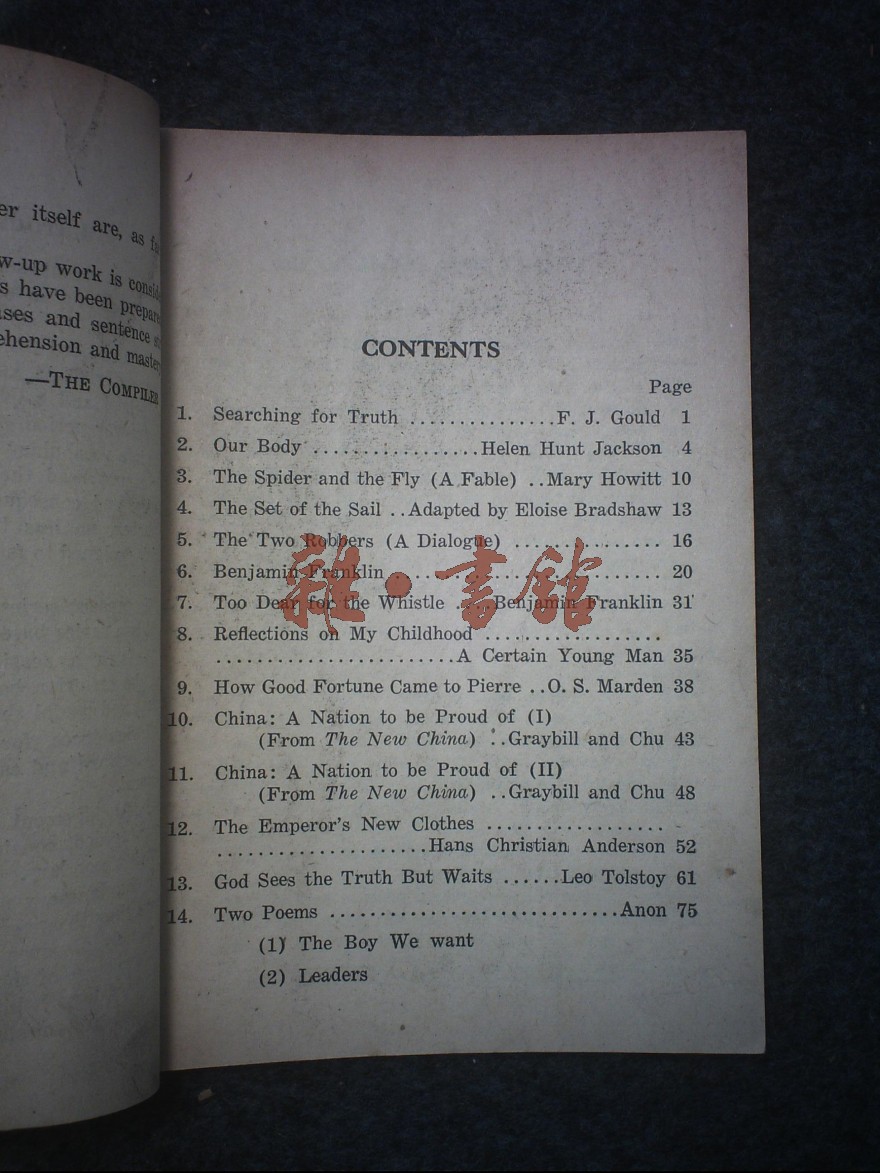 er itself are, as
w-up work is
s have been
ses and sentence
ehension and
—THE COMPILER
CONTENTS
Page
1. Searching for Truth ...............F. J. Gould 1
2. Our Body .................Helen Hunt Jackson 4
3. The Spider and the Fly (A Fable) ..Mary Howitt 10
4. The Set of the Sail ..Adapted by Eloise Bradshaw 13
5. The Two Robbers (A Dialogue) ............... 16
6. Benjamin Franklin ........................... 20
7. Too Dear for the Whistle ....Benjamin Franklin 31
8. Reflections on My Childhood ..................
........................A Certain Young Man 35
9. How Good Fortune Came to Pierre ..O. S. Marden 38
10. China: A Nation to be Proud of (I)
(From The New China) ..Graybill and Chu 43
11. China: A Nation to be Proud of (II)
(From The New China) ..Graybill and Chu 48
12. The Emperor's New Clothes ..................
.....................Hans Christian Anderson 52
13. God Sees the Truth But Waits ......Leo Tolstoy 61
14. Two Poems .............................Anon 75
(1) The Boy We want
(2) Leaders
雜·書館